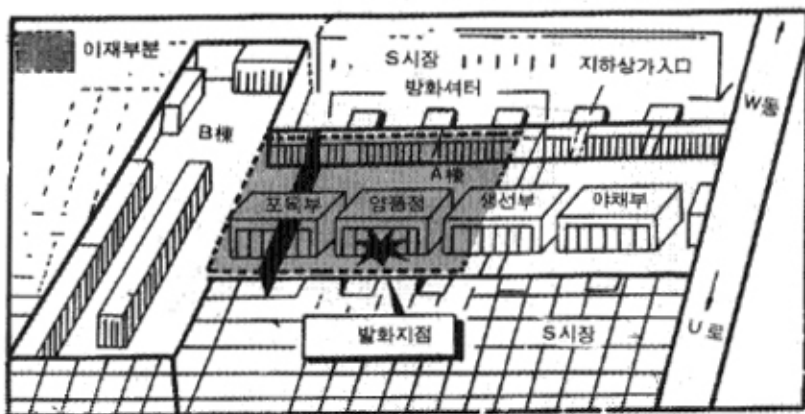 이재부분
S시장
지하상가入口
방화셔터
W동
B棟
A棟
포목부
양품점
생선부
야채부
발화지점
S시장
U로